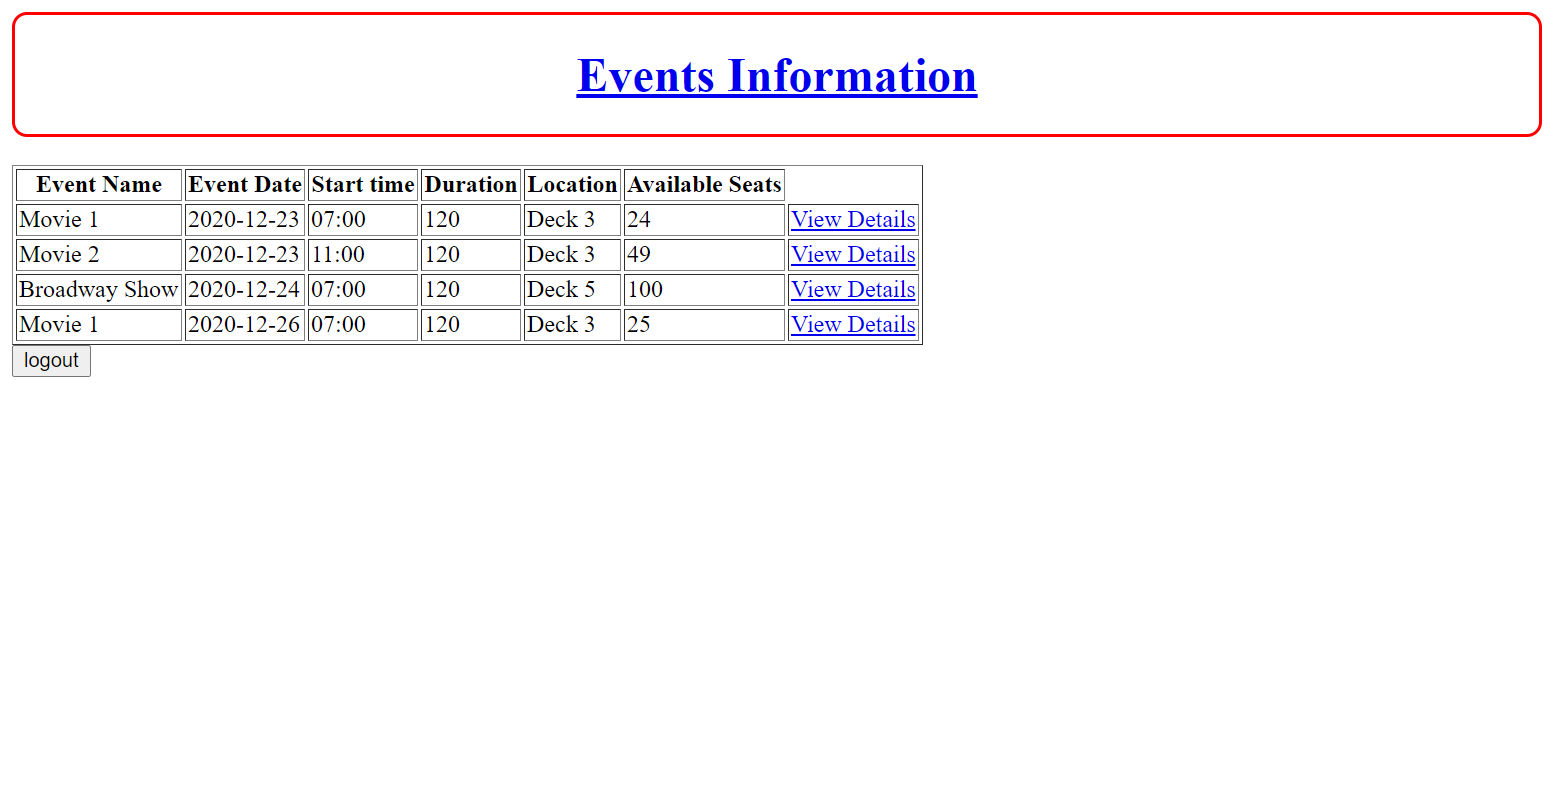 Events Information
Event Name Event Date Start time Duration Location Available Seats
Movie 1 2020-12-23 07:00 120 Deck 3 24 View Details
Movie 2 2020-12-23 11:00 120 Deck 3 49 View Details
Broadway Show 2020-12-24 07:00 120 Deck 5 100 View Details
Movie 1 2020-12-26 07:00 120 Deck 3 25 View Details
logout